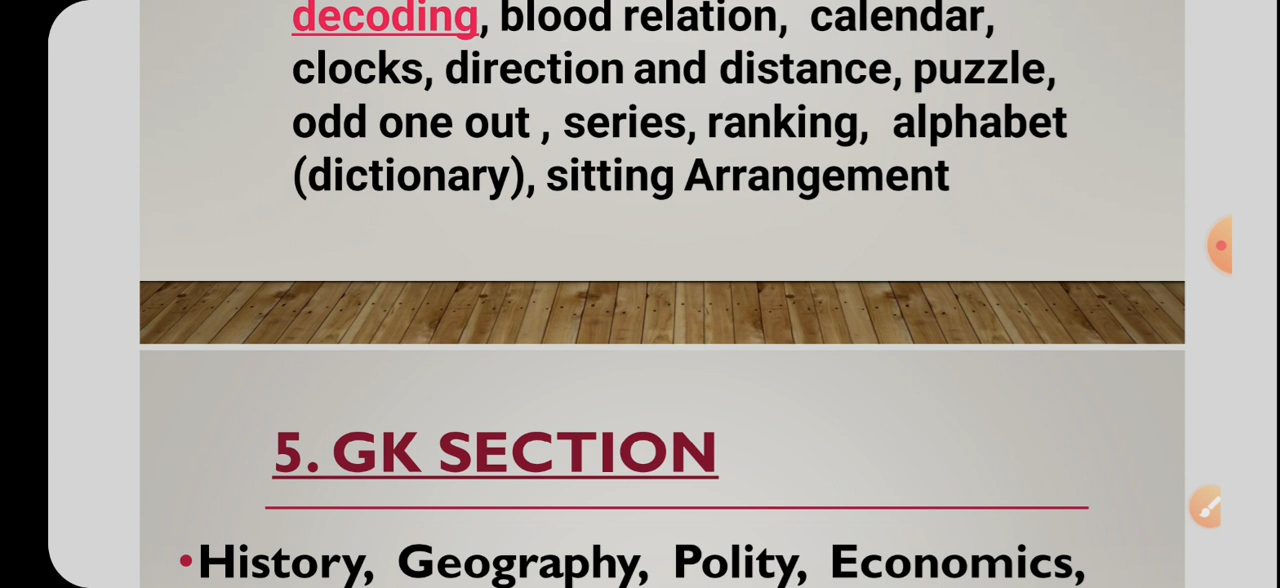 decoding, blood relation, calendar,
clocks, direction and distance, puzzle,
odd one out , series, ranking, alphabet
(dictionary), sitting Arrangement
5. GK SECTION
•History, Geography, Polity, Economics,